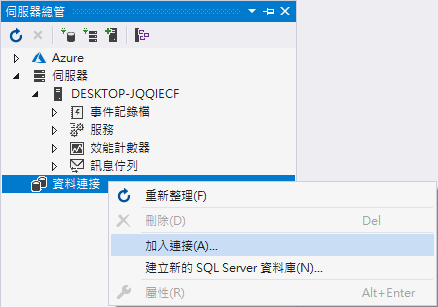 伺服器總管
Azure
伺服器
DESKTOP-JQQIECF
事件記錄檔
服務
效能計數器
訊息佇列
資料連接
重新整理(F)
刪除(D) Del
加入連接(A)...
建立新的 SQL Server 資料庫(N)...
屬性(R) Alt+Enter